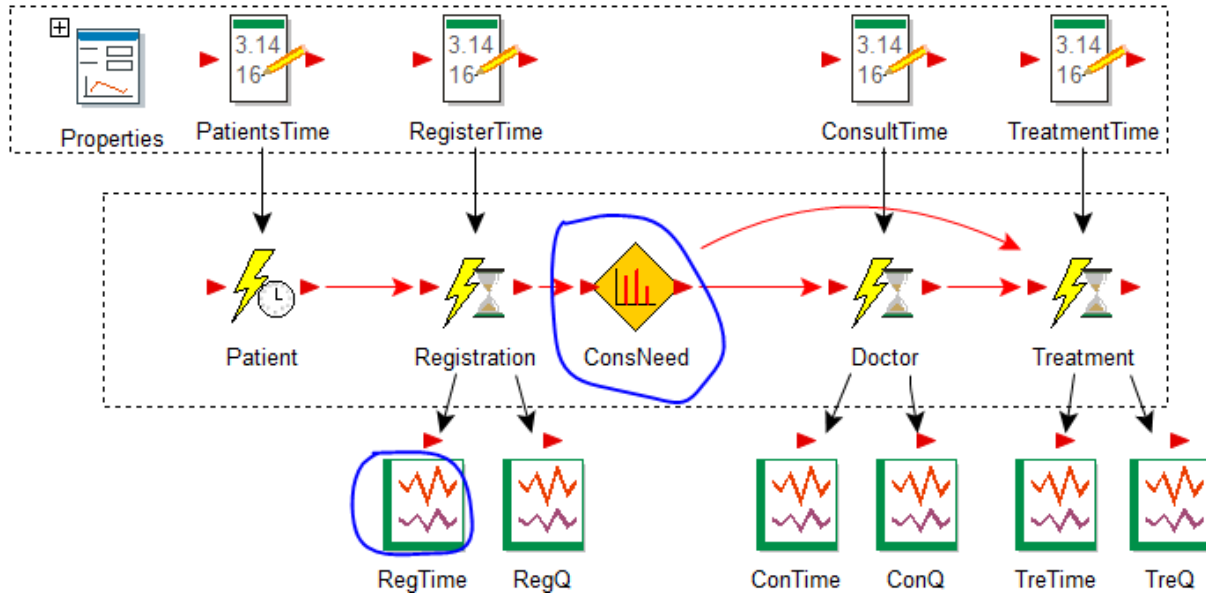 3.14
16
3.14
16
3.14
16
3.14
16
Properties
PatientsTime
RegisterTime
ConsultTime
TreatmentTime
Patient
Registration
ConsNeed
Doctor
Treatment
RegTime
RegQ
ConTime
ConQ
TreTime
TreQ